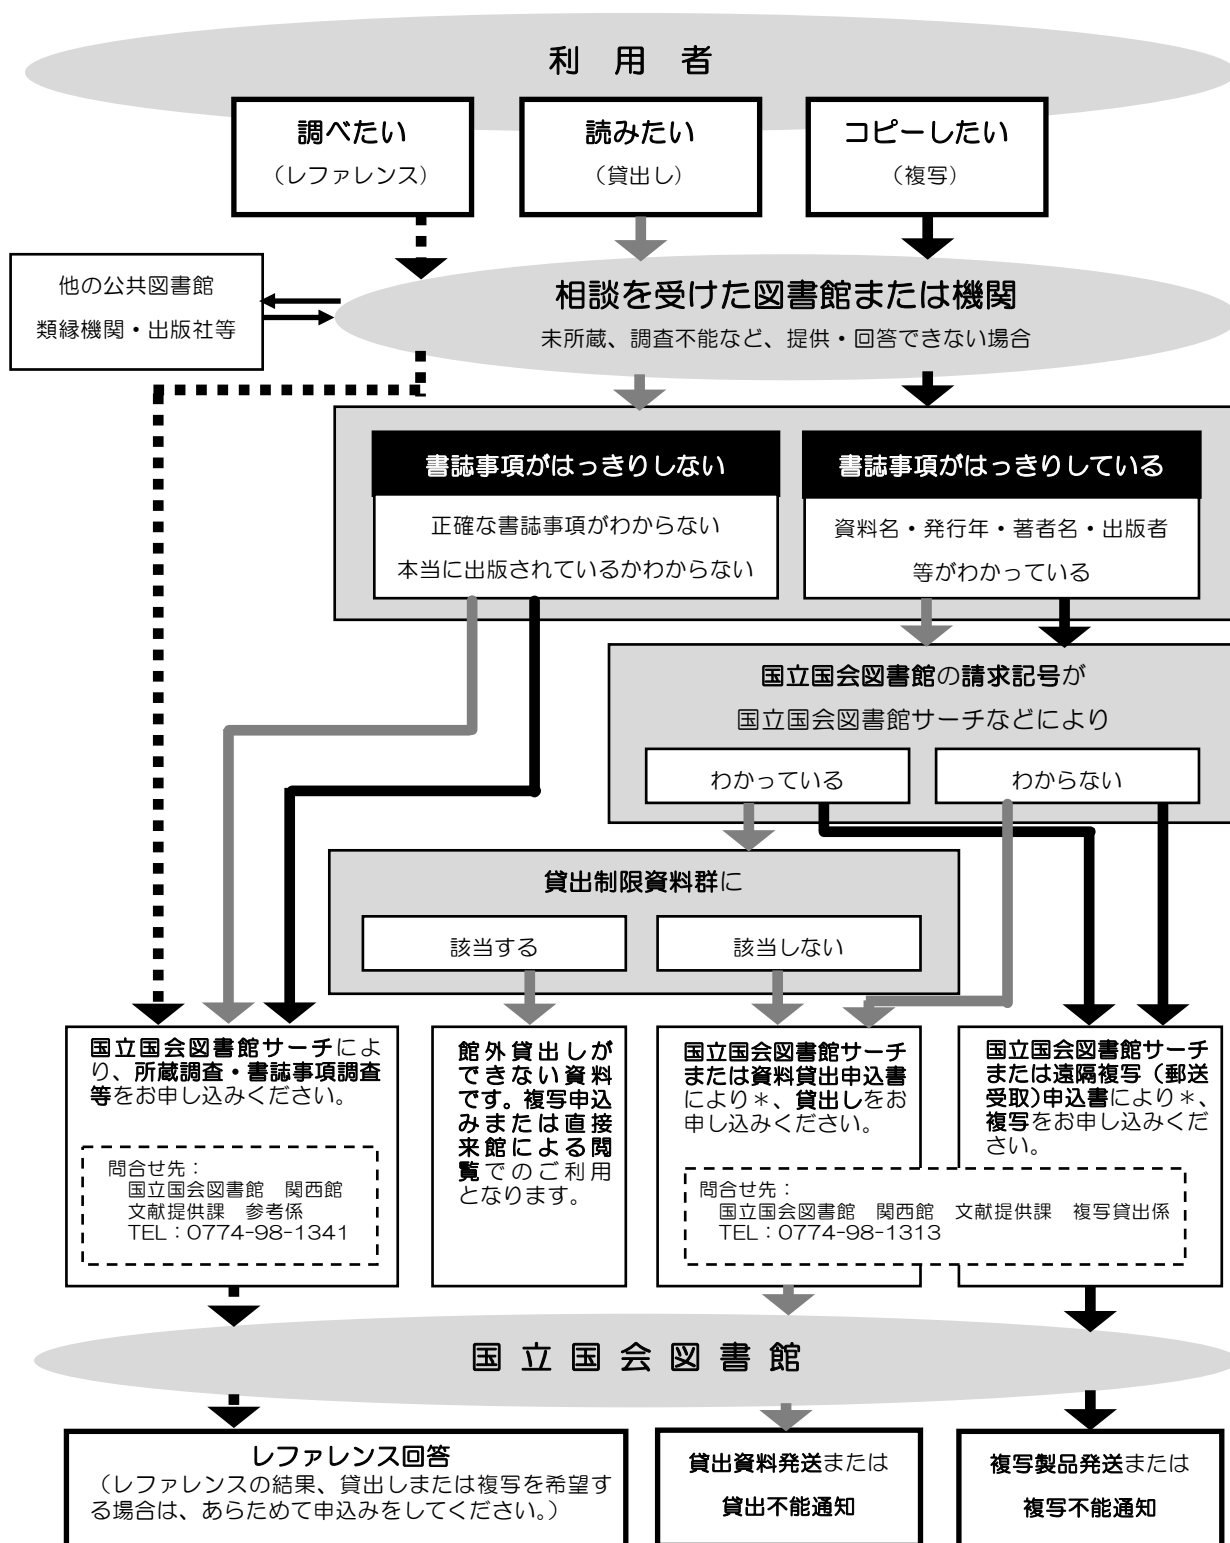 利用者
調べたい
（レファレンス）
読みたい
（貸出し）
コピーしたい
（複写）
他の公共図書館
類縁機関・出版社等
相談を受けた図書館または機関
未所蔵、調査不能など、提供・回答できない場合
書誌事項がはっきりしない
正確な書誌事項がわからない
本当に出版されているかわからない
書誌事項がはっきりしている
資料名・発行年・著者名・出版者
等がわかっている
国立国会図書館の請求記号が
国立国会図書館サーチなどにより
わかっている
わからない
貸出制限資料群に
該当する
該当しない
国立国会図書館サーチによ
り、所蔵調査・書誌事項調査
等をお申し込みください。
問合せ先：
国立国会図書館　関西館
文献提供課　参考係
TEL：0774-98-1341
館外貸出しが
できない資料
です。複写申込
みまたは直接
来館による閲
覧でのご利用
となります。
国立国会図書館サーチ
または資料貸出申込書
により＊、貸出しをお
申し込みください。
国立国会図書館サーチ
または遠隔複写（郵送
受取)申込書により＊、
複写をお申し込みくだ
さい。
問合せ先：
国立国会図書館　関西館　文献提供課　複写貸出係
TEL：0774-98-1313
国立国会図書館
レファレンス回答
（レファレンスの結果、貸出しまたは複写を希望す
る場合は、あらためて申込みをしてください。）
貸出資料発送または
貸出不能通知
複写製品発送または
複写不能通知